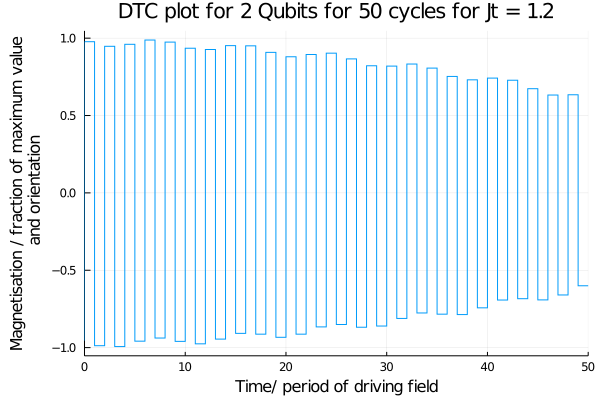 DTC plot for 2 Qubits for 50 cycles for Jt = 1.2
Magnetisation / fraction of maximum value
and orientation
1.0
0.5
0.0
−0.5
−1.0
0
10
20
30
40
50
Time/ period of driving field